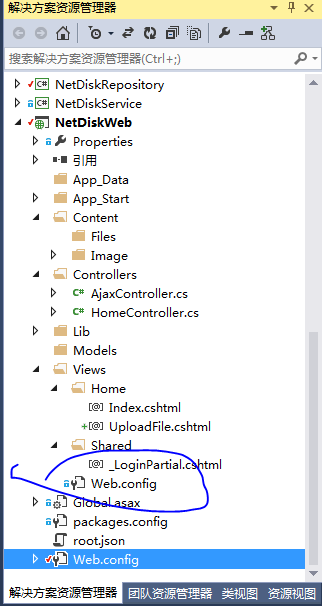 解决方案资源管理器
搜索解决方案资源管理器(Ctrl+;)
NetDiskRepository
NetDiskService
NetDiskWeb
Properties
引用
App_Data
App_Start
Content
Files
Image
Controllers
AjaxController.cs
HomeController.cs
Lib
Models
Views
Home
Index.cshtml
UploadFile.cshtml
Shared
_LoginPartial.cshtml
Web.config
Global.asax
packages.config
root.json
Web.config
解决方案资源管理器 团队资源管理器 类视图 资源视图